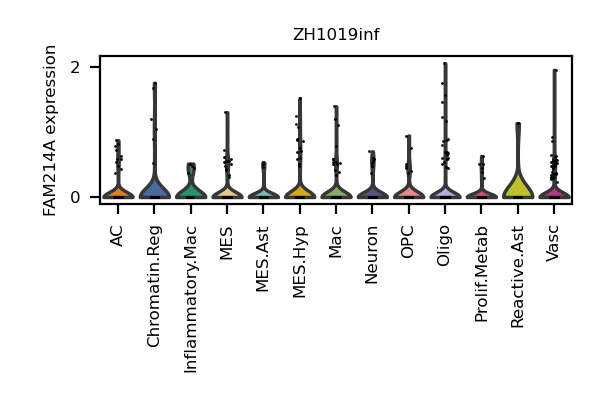 ZH1019inf
FAM214A expression
2
0
AC
Chromatin.Reg
Inflammatory.Mac
MES
MES.Ast
MES.Hyp
Mac
Neuron
OPC
Oligo
Prolif.Metab
Reactive.Ast
Vasc